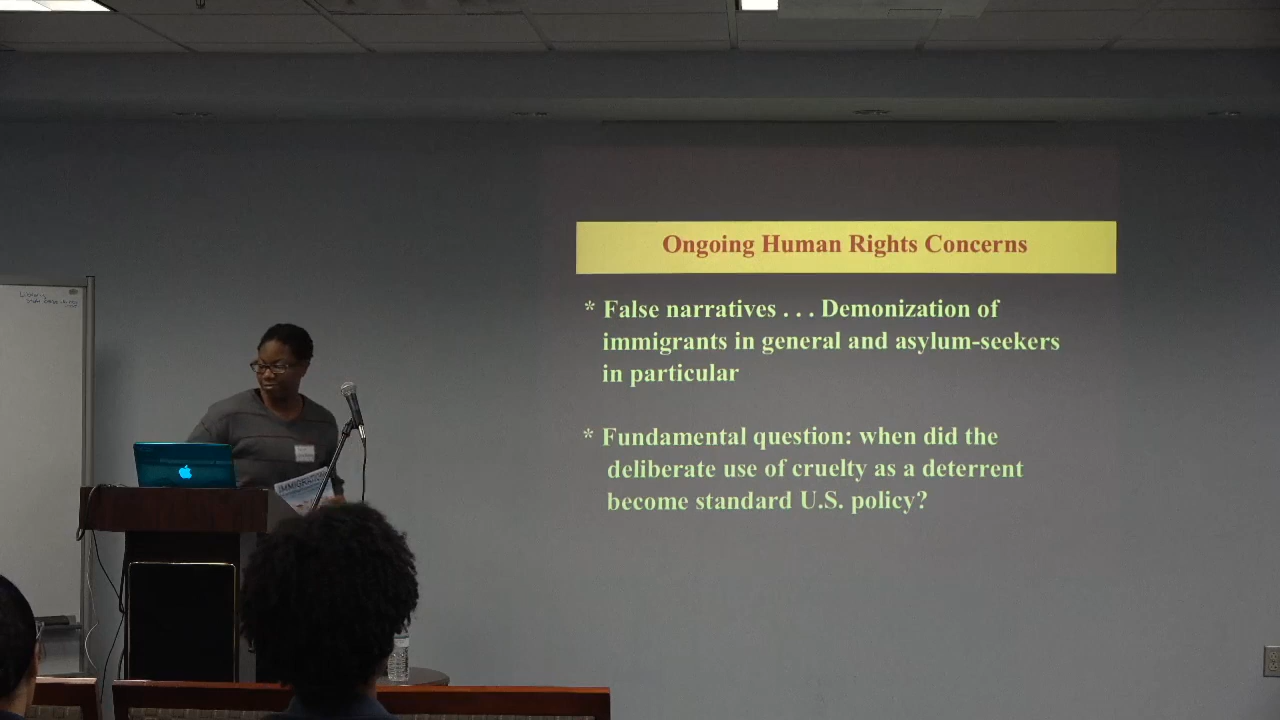 Ongoing Human Rights Concerns
* False narratives . . . Demonization of
immigrants in general and asylum-seekers
in particular
* Fundamental question: when did the
deliberate use of cruelty as a deterrent
become standard U.S. policy?
IMMIGRATION